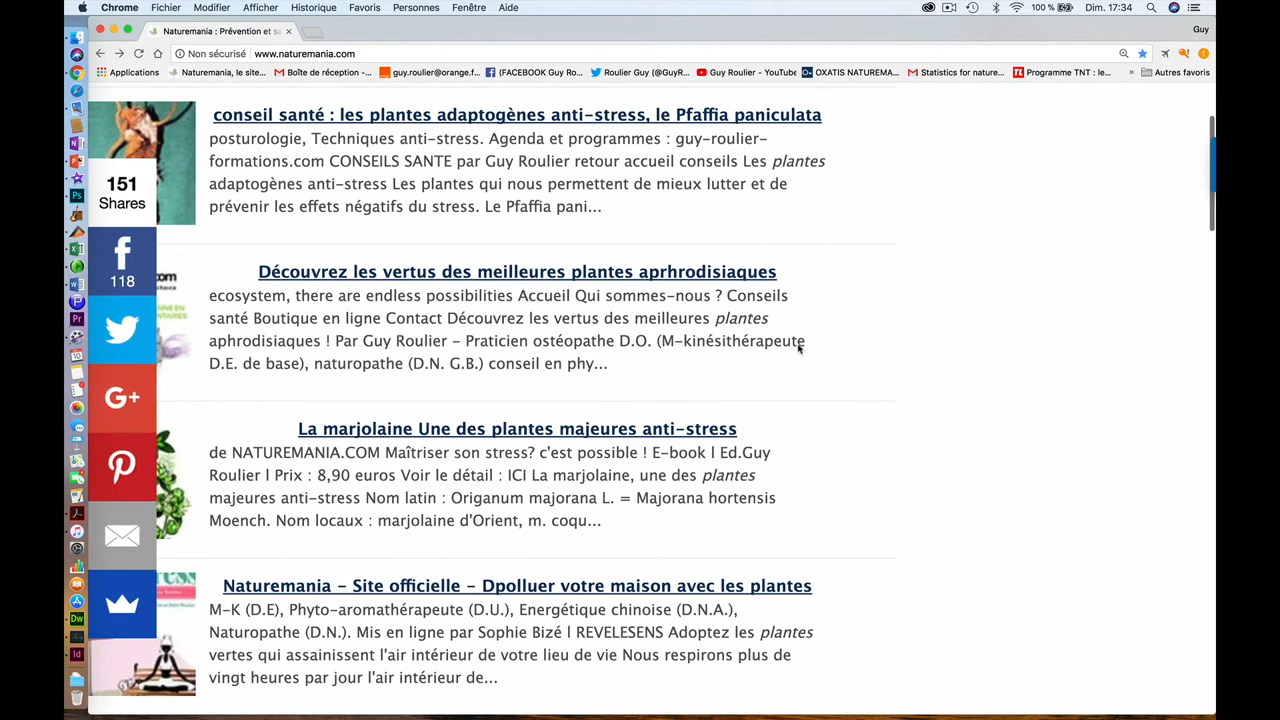 Chrome Fichier Modifier Afficher Historique Favoris Personnes Fenêtre Aide 100 % Dim. 17:34
Naturemania : Prévention et sa × Guy
Non sécurisé www.naturemania.com
Applications Naturemania, le site... Boîte de réception -... guy.roulier@orange.f... (FACEBOOK Guy Ro... Roulier Guy (@GuyR... Guy Roulier - YouTube OXATIS NATUREMA... Statistics for nature... Programme TNT : le... » Autres favoris
conseil santé : les plantes adaptogènes anti-stress, le Pfaffia paniculata
posturologie, Techniques anti-stress. Agenda et programmes : guy-roulier-
formations.com CONSEILS SANTE par Guy Roulier retour accueil conseils Les plantes
adaptogènes anti-stress Les plantes qui nous permettent de mieux lutter et de
prévenir les effets négatifs du stress. Le Pfaffia pani...
151
Shares
118
Découvrez les vertus des meilleures plantes aprhrodisiaques
ecosystem, there are endless possibilities Accueil Qui sommes-nous ? Conseils
santé Boutique en ligne Contact Découvrez les vertus des meilleures plantes
aphrodisiaques ! Par Guy Roulier - Praticien ostéopathe D.O. (M-kinésithérapeute
D.E. de base), naturopathe (D.N. G.B.) conseil en phy...
La marjolaine Une des plantes majeures anti-stress
de NATUREMANIA.COM Maîtriser son stress? c'est possible ! E-book l Ed.Guy
Roulier l Prix : 8,90 euros Voir le détail : ICI La marjolaine, une des plantes
majeures anti-stress Nom latin : Origanum majorana L. = Majorana hortensis
Moench. Nom locaux : marjolaine d'Orient, m. coqu...
Naturemania - Site officielle - Dpolluer votre maison avec les plantes
M-K (D.E), Phyto-aromathérapeute (D.U.), Energétique chinoise (D.N.A.),
Naturopathe (D.N.). Mis en ligne par Sophie Bizé l REVELESENS Adoptez les plantes
vertes qui assainissent l'air intérieur de votre lieu de vie Nous respirons plus de
vingt heures par jour l'air intérieur de...